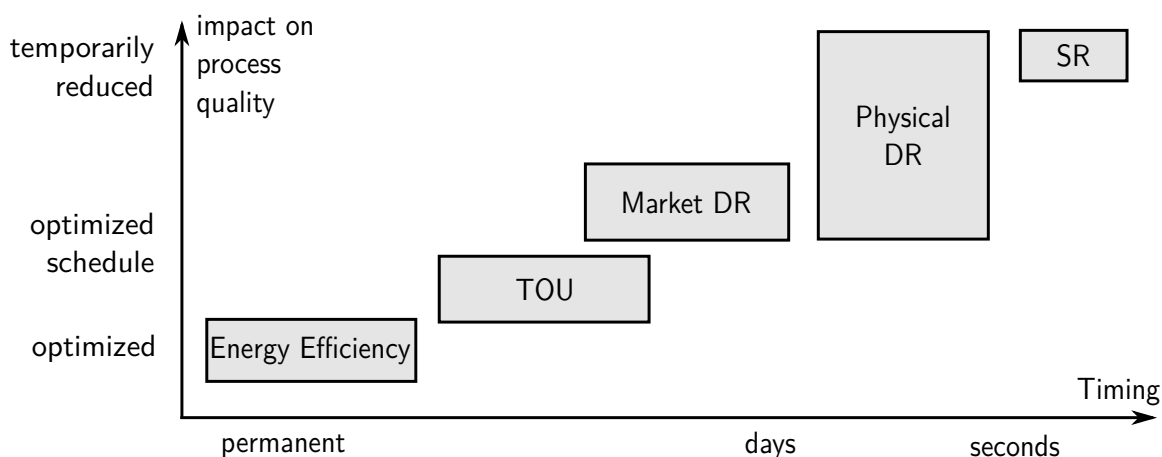 temporarily
reduced
impact on
process
quality
SR
Physical
DR
Market DR
optimized
schedule
TOU
optimized
Energy Efficiency
Timing
permanent
days
seconds